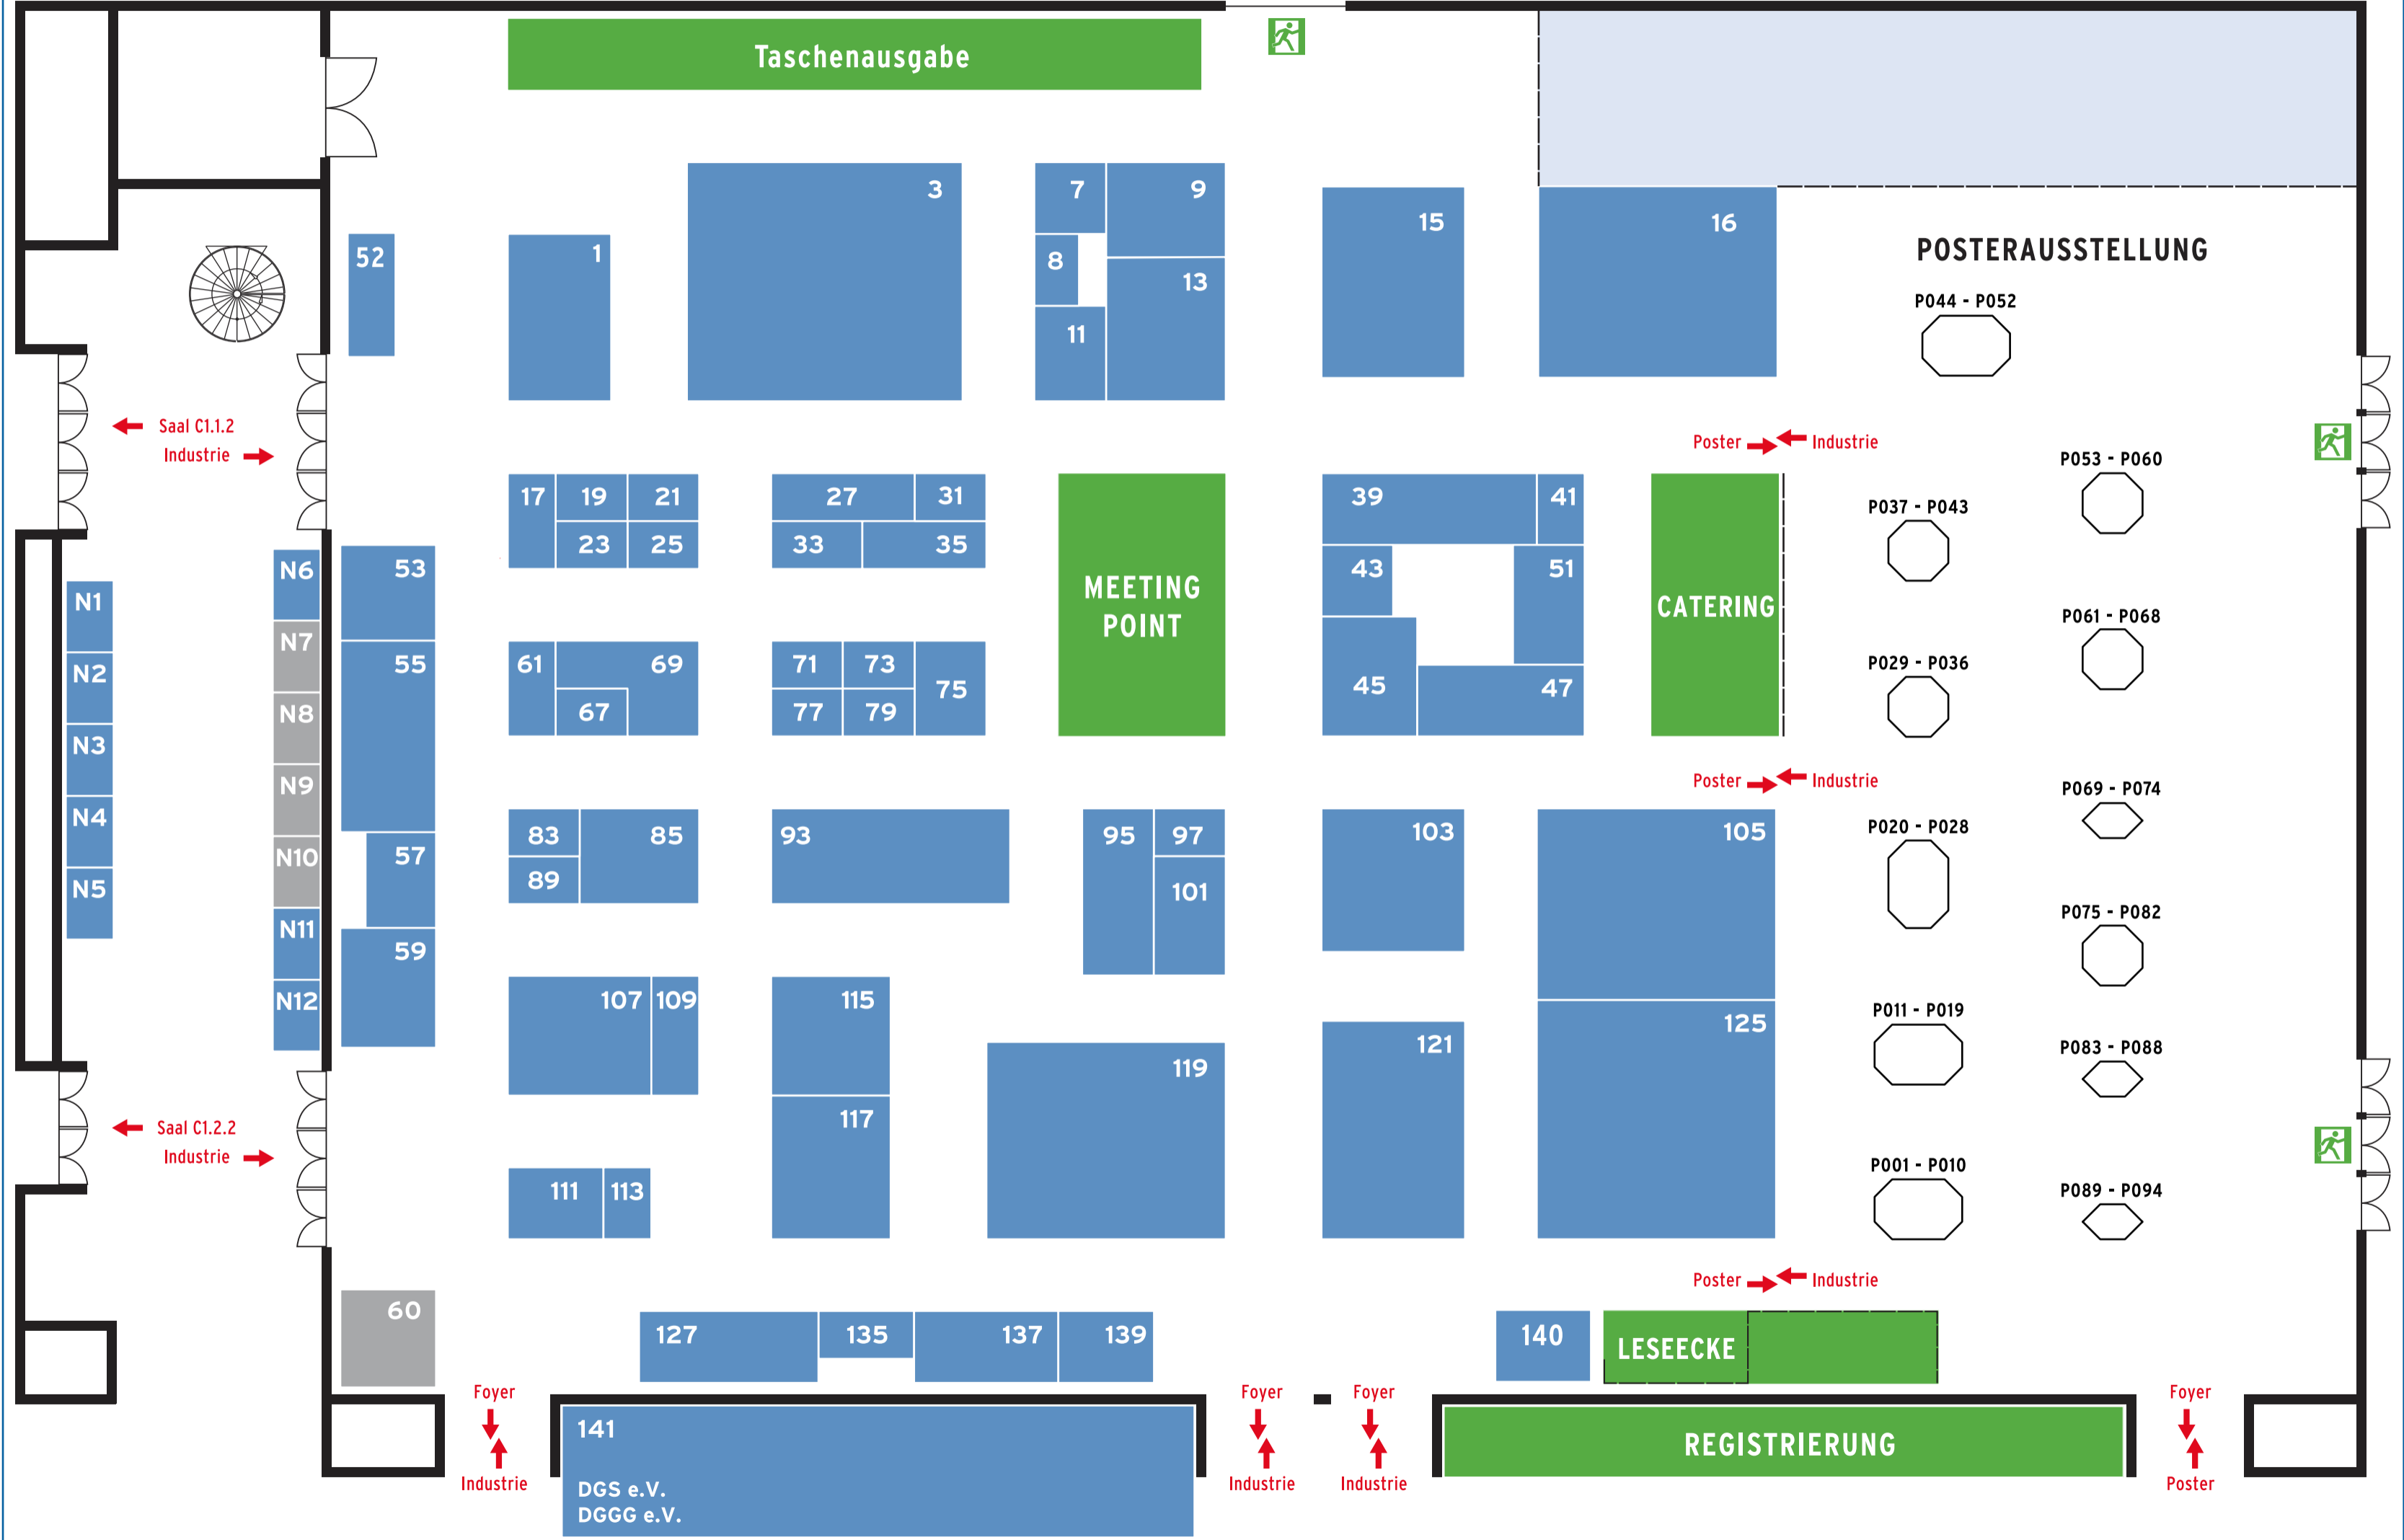 Taschenausgabe
3
7
9
15
16
52
1
8
13
11
POSTERAUSSTELLUNG
P044 - P052
Saal C1.1.2
Industrie
Poster
Industrie
17
19
21
23
25
27
31
33
35
MEETING
POINT
39
41
43
51
45
47
CATERING
P053 - P060
P037 - P043
P061 - P068
P029 - P036
N1
N2
N3
N4
N5
N6
N7
N8
N9
N10
N11
N12
53
55
57
59
61
69
67
71
73
75
77
79
Poster
Industrie
P069 - P074
P020 - P028
P075 - P082
P011 - P019
P083 - P088
P001 - P010
P089 - P094
83
85
89
93
95
97
101
103
105
107
109
115
117
119
121
125
111
113
Saal C1.2.2
Industrie
Poster
Industrie
60
127
135
137
139
140
LESEECKE
Foyer
Industrie
141
DGS e.V.
DGGG e.V.
Foyer
Industrie
Foyer
Industrie
REGISTRIERUNG
Foyer
Poster